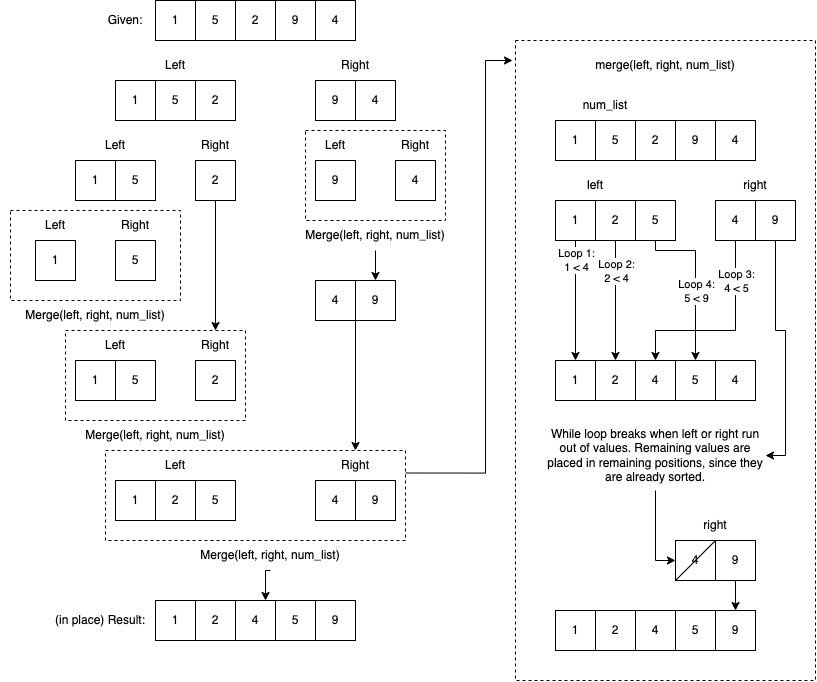 Given: 1 5 2 9 4
Left Right
1 5 2 9 4
Left Right
1 5 2
Left Right
1 5
Merge(left, right, num_list)
Left Right
9 4
Merge(left, right, num_list)
4 9
Left Right
1 5 2
Merge(left, right, num_list)
Left Right
1 2 5 4 9
Merge(left, right, num_list)
(in place) Result: 1 2 4 5 9
merge(left, right, num_list)
num_list
1 5 2 9 4
left right
1 2 5 4 9
Loop 1:
1 < 4
Loop 2:
2 < 4
Loop 4:
5 < 9
Loop 3:
4 < 5
1 2 4 5 4
While loop breaks when left or right run
out of values. Remaining values are
placed in remaining positions, since they
are already sorted.
right
4 9
1 2 4 5 9